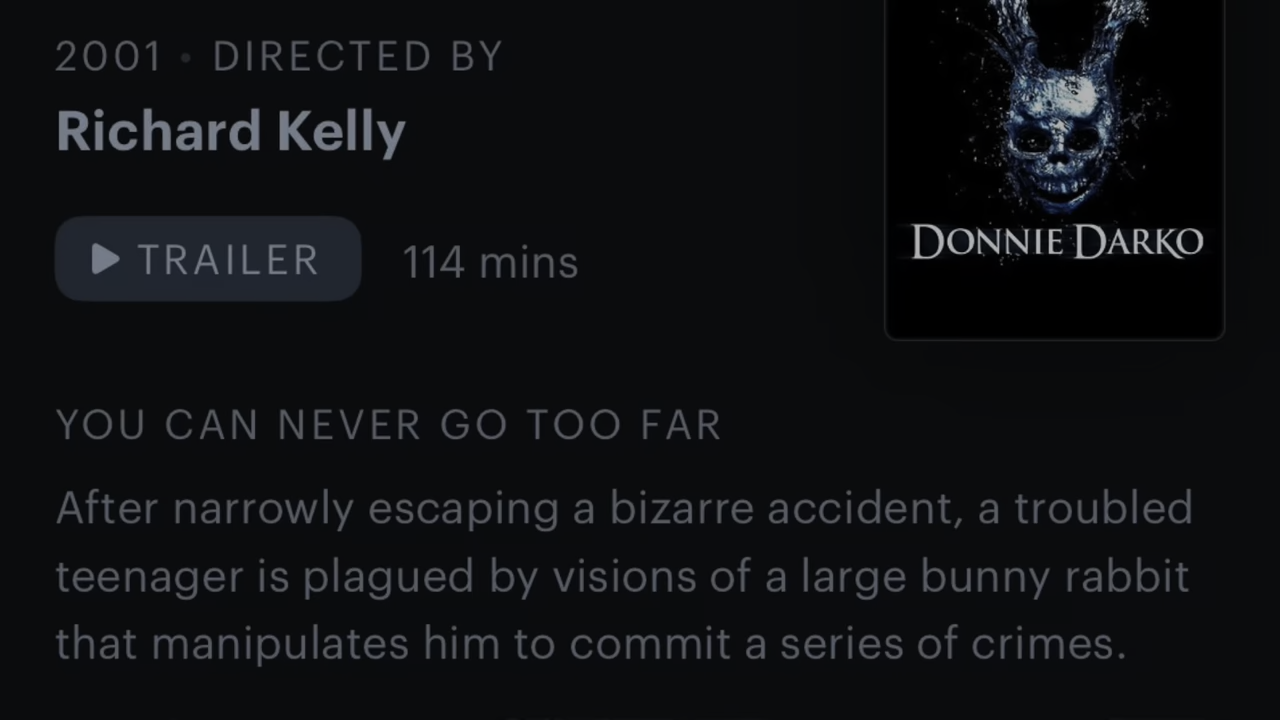 2001 • DIRECTED BY
Richard Kelly
TRAILER 114 mins
DONNIE DARKO
YOU CAN NEVER GO TOO FAR
After narrowly escaping a bizarre accident, a troubled
teenager is plagued by visions of a large bunny rabbit
that manipulates him to commit a series of crimes.